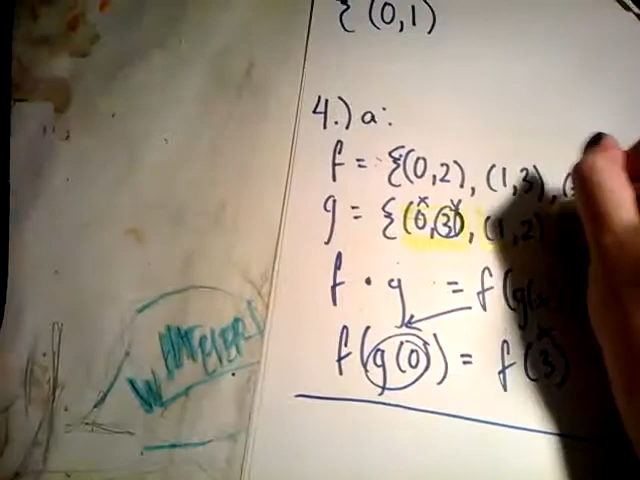 { (0,1)
4.) a:
f = {(0,2), (1,3), (
x y
g = {(0,3), (1,2)
f · g = f(g(x
x
f(g(0)) = f(3)
WHATEVER!